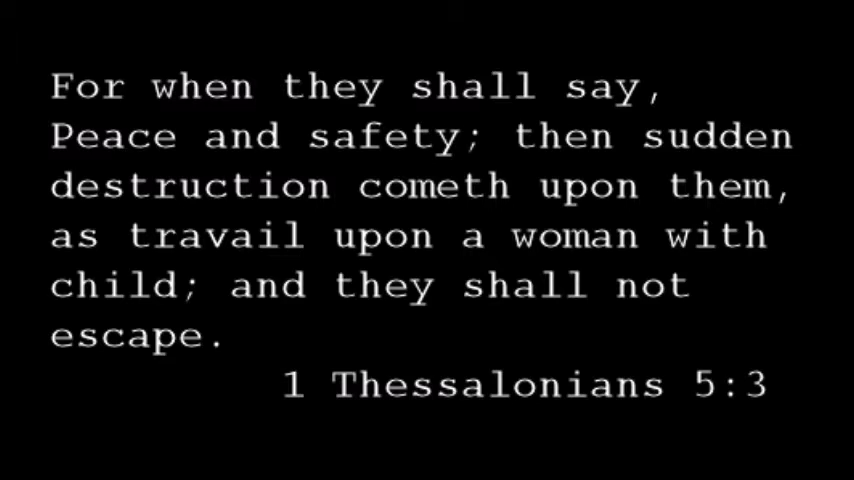 For when they shall say,
Peace and safety; then sudden
destruction cometh upon them,
as travail upon a woman with
child; and they shall not
escape.
1 Thessalonians 5:3